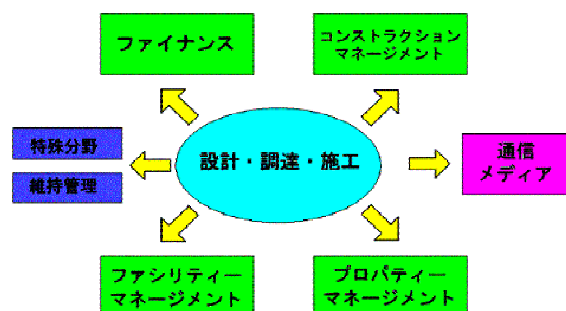 ファイナンス
コンストラクション
マネージメント
特殊分野
維持管理
設計・調達・施工
通信
メディア
ファシリティー
マネージメント
プロパティー
マネージメント